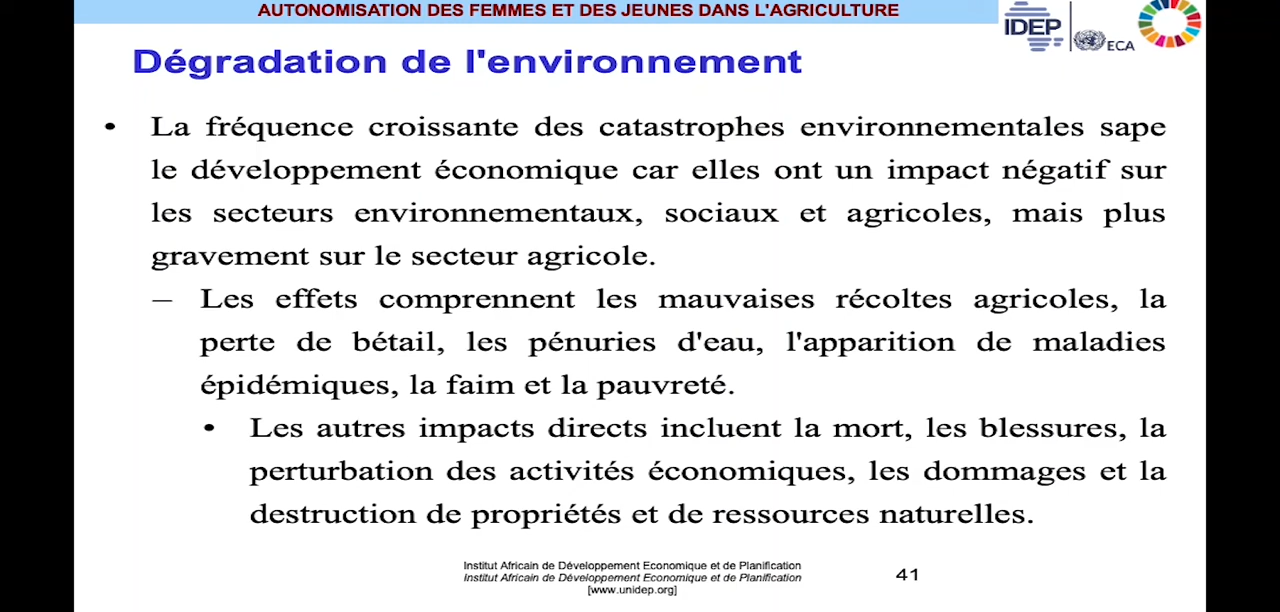 AUTONOMISATION DES FEMMES ET DES JEUNES DANS L'AGRICULTURE
IDEP
ECA
Dégradation de l'environnement
• La fréquence croissante des catastrophes environnementales sape
le développement économique car elles ont un impact négatif sur
les secteurs environnementaux, sociaux et agricoles, mais plus
gravement sur le secteur agricole.
– Les effets comprennent les mauvaises récoltes agricoles, la
perte de bétail, les pénuries d'eau, l'apparition de maladies
épidémiques, la faim et la pauvreté.
• Les autres impacts directs incluent la mort, les blessures, la
perturbation des activités économiques, les dommages et la
destruction de propriétés et de ressources naturelles.
Institut Africain de Développement Economique et de Planification
Institut Africain de Développement Economique et de Planification
[www.unidep.org]
41